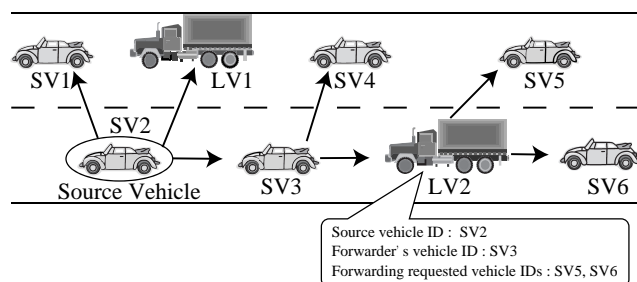 SV1
LV1
SV4
SV5
SV2
Source Vehicle
SV3
LV2
SV6
Source vehicle ID : SV2
Forwarder's vehicle ID : SV3
Forwarding requested vehicle IDs : SV5, SV6